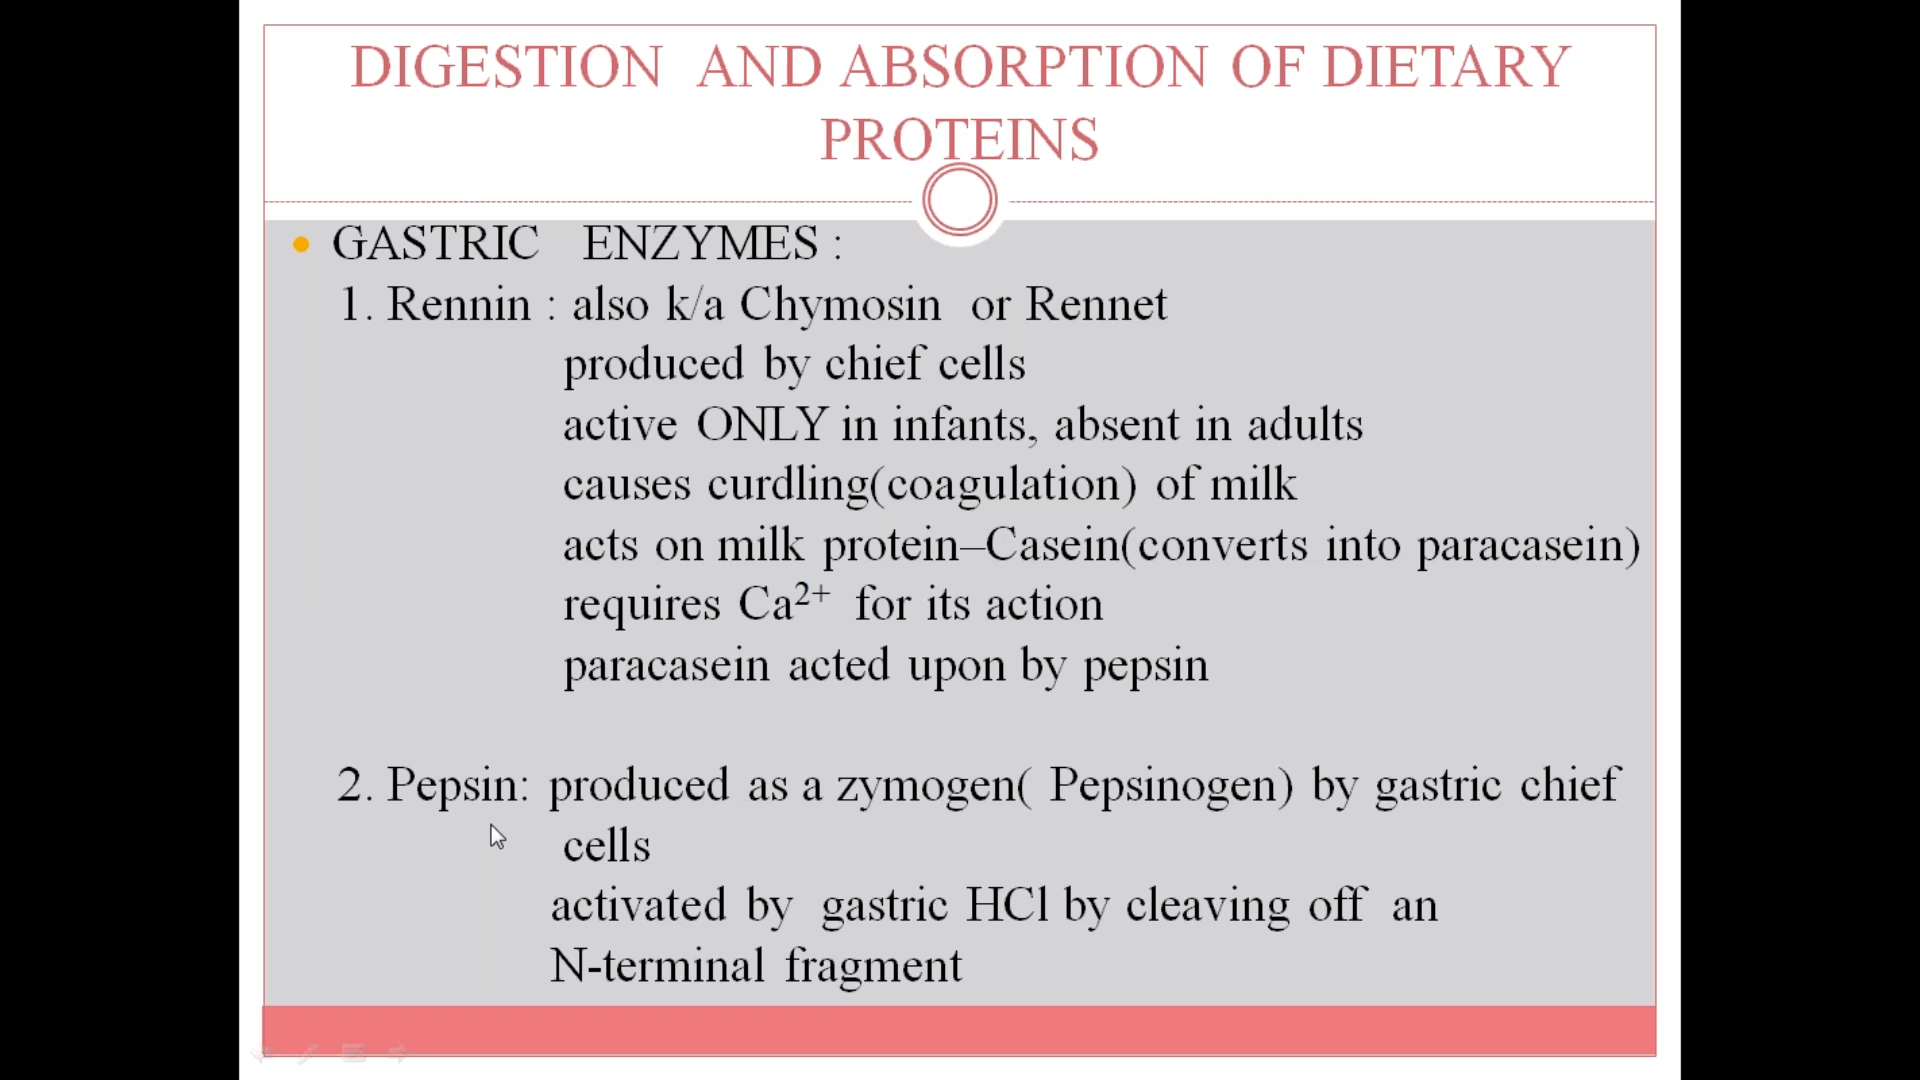 DIGESTION AND ABSORPTION OF DIETARY
PROTEINS
• GASTRIC ENZYMES :
1. Rennin : also k/a Chymosin or Rennet
produced by chief cells
active ONLY in infants, absent in adults
causes curdling(coagulation) of milk
acts on milk protein–Casein(converts into paracasein)
requires Ca²⁺ for its action
paracasein acted upon by pepsin
2. Pepsin: produced as a zymogen( Pepsinogen) by gastric chief
cells
activated by gastric HCl by cleaving off an
N-terminal fragment